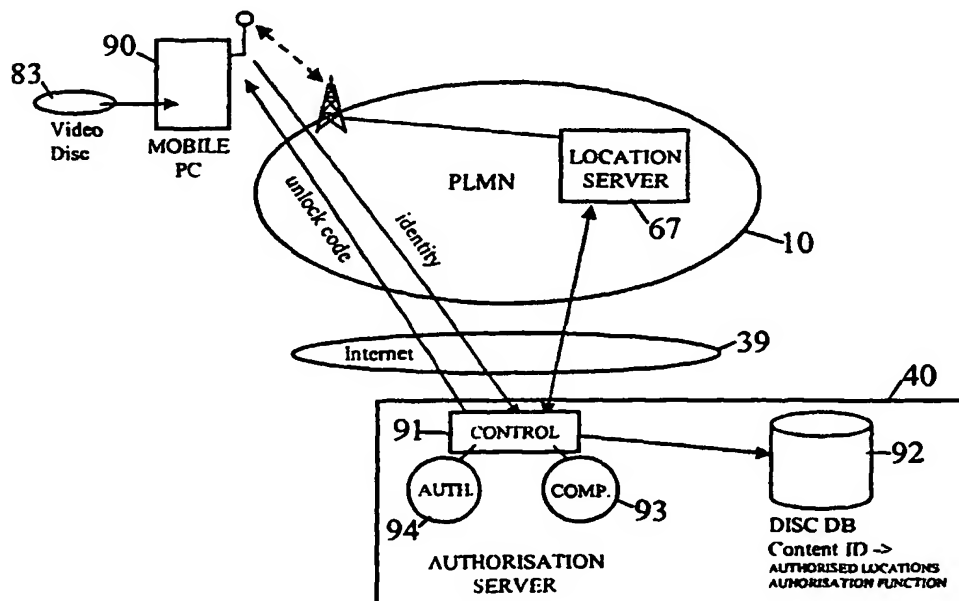 90
83
Video
Disc
MOBILE
PC
PLMN
LOCATION
SERVER
67
10
unlock code
identity
Internet
39
40
91
CONTROL
92
AUTH.
COMP.
93
94
AUTHORISATION
SERVER
DISC DB
Content ID ->
AUTHORISED LOCATIONS
AUHORISATION FUNCTION